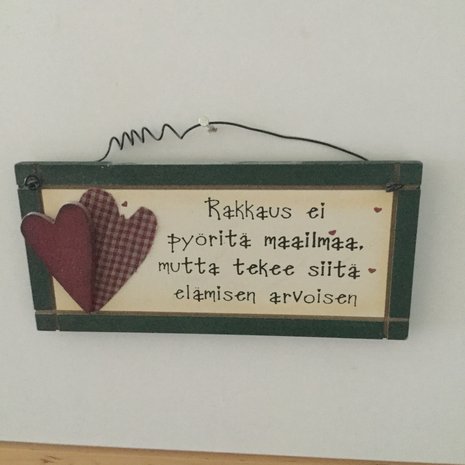 Rakkaus ei
pyöritä maailmaa,
mutta tekee siitä
elämisen arvoisen